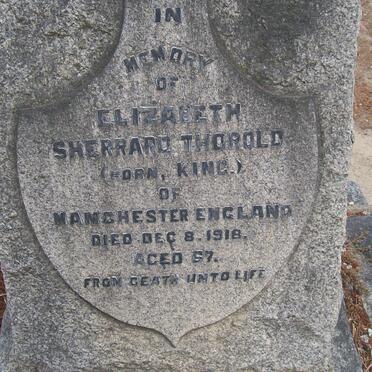 IN
MEMORY
OF
ELIZABETH
SHERRARD THOROLD
(BORN, KING.)
OF
MANCHESTER ENGLAND
DIED DEC 8. 1918.
AGED 67.
FROM DEATH UNTO LIFE